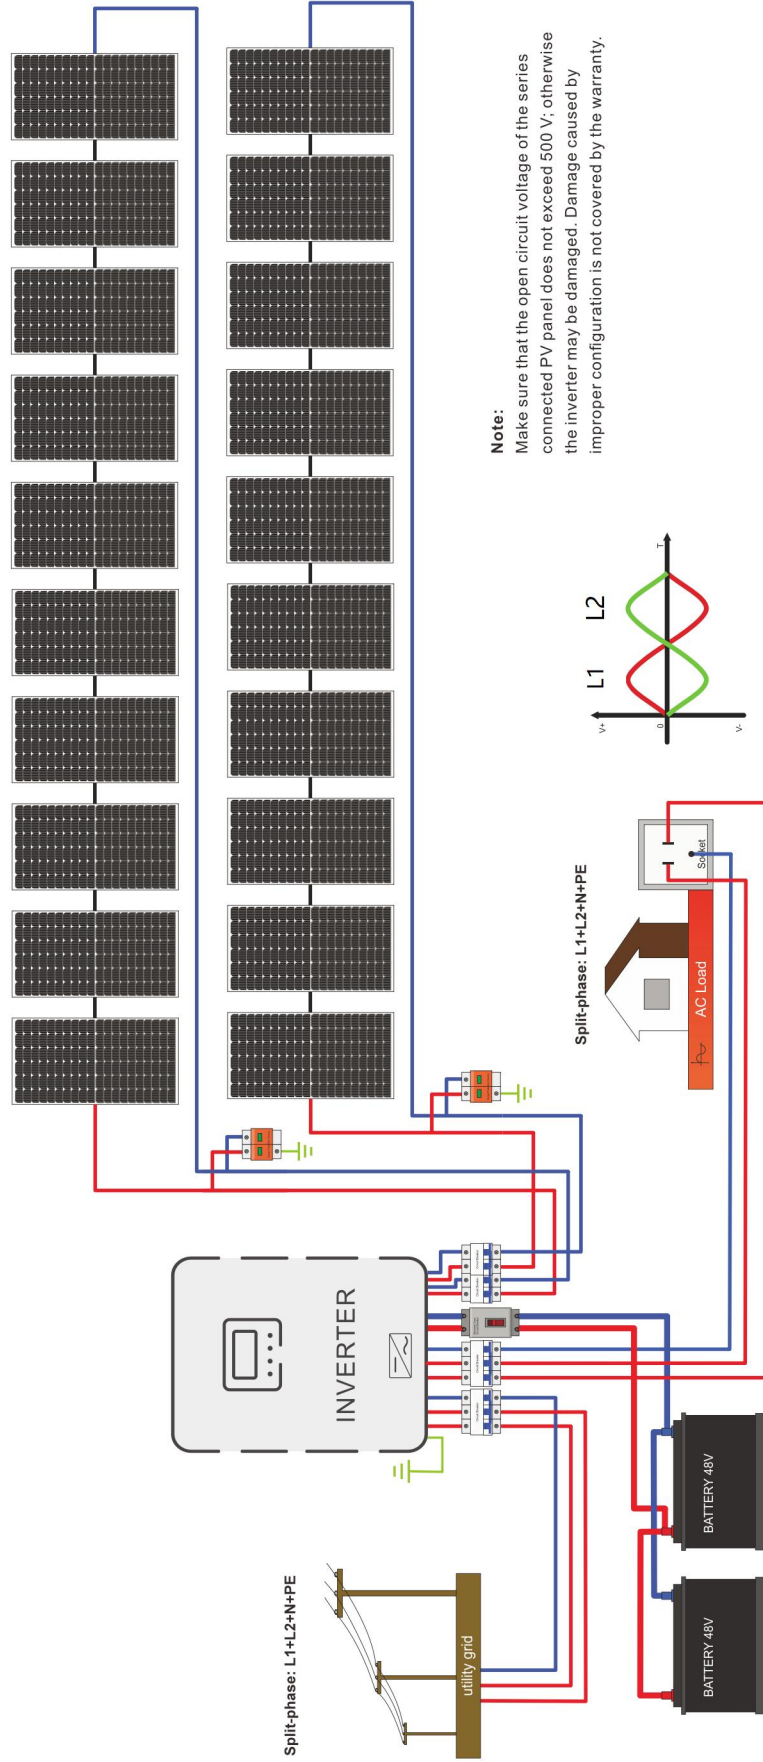 Note:
Make sure that the open circuit voltage of the series
connected PV panel does not exceed 500 V; otherwise
the inverter may be damaged. Damage caused by
improper configuration is not covered by the warranty.
INVERTER
Split-phase: L1+L2+N+PE
utility grid
Split-phase: L1+L2+N+PE
AC Load
Socket
L1 L2
V+
0
T
V-
BATTERY 48V
BATTERY 48V